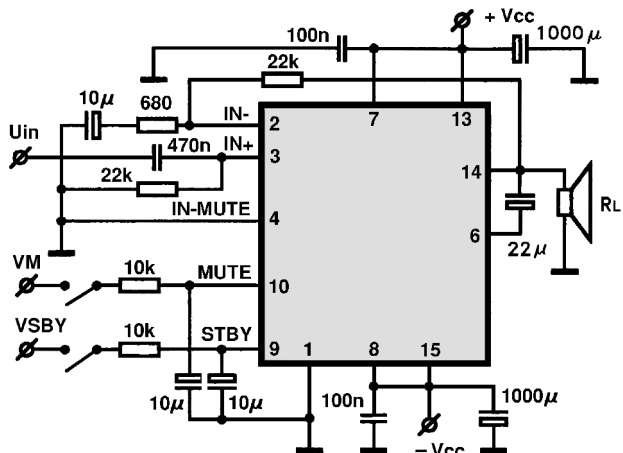 + Vcc
100n
1000μ
22k
10μ
680
IN-
2
7
13
Uin
470n
IN+
3
22k
14
RL
IN-MUTE
4
6
22μ
VM
10k
MUTE
10
VSBY
10k
STBY
9
1
8
15
10μ
10μ
100n
1000μ
– Vcc